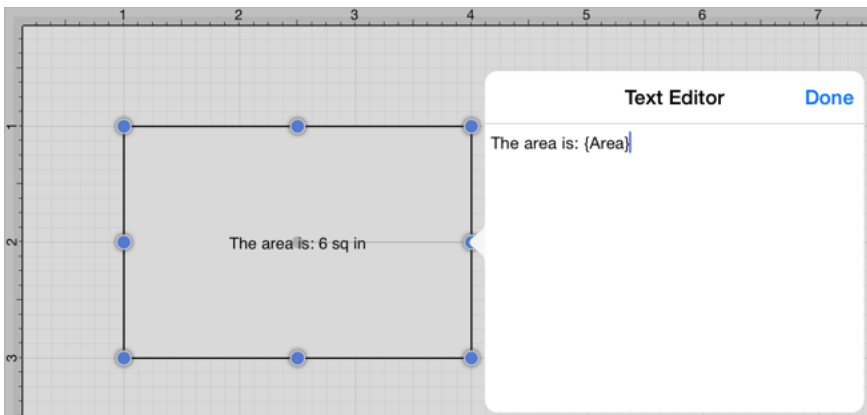 1 2 3 4 5 6 7
Text Editor Done
1
The area is: {Area}
2
The area is: 6 sq in
3